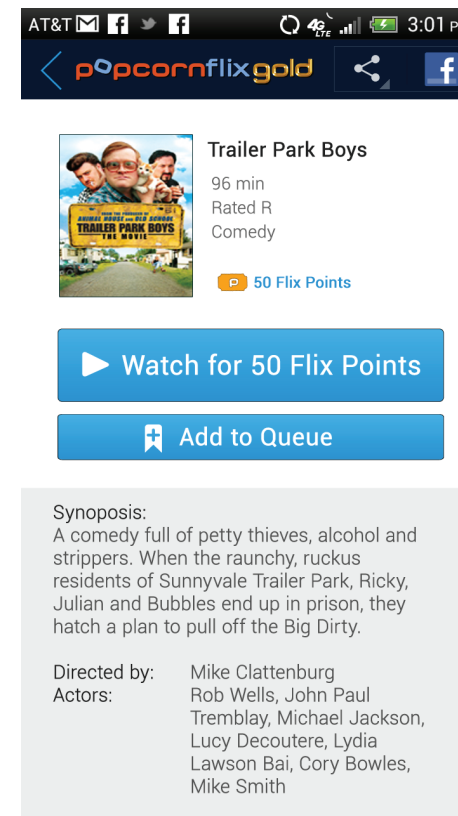 AT&T 4G LTE 3:01 P
popcornflixgold
Trailer Park Boys
96 min
Rated R
Comedy
FROM THE PRODUCER OF
ANIMAL HOUSE AND OLD SCHOOL
TRAILER PARK BOYS
THE MOVIE
P 50 Flix Points
Watch for 50 Flix Points
Add to Queue
Synoposis:
A comedy full of petty thieves, alcohol and
strippers. When the raunchy, ruckus
residents of Sunnyvale Trailer Park, Ricky,
Julian and Bubbles end up in prison, they
hatch a plan to pull off the Big Dirty.
Directed by: Mike Clattenburg
Actors: Rob Wells, John Paul
Tremblay, Michael Jackson,
Lucy Decoutere, Lydia
Lawson Bai, Cory Bowles,
Mike Smith